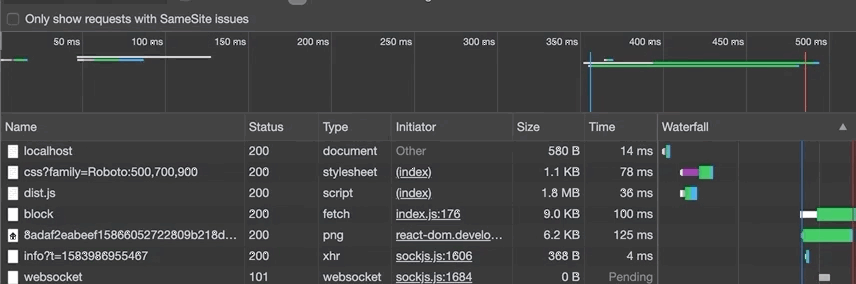 Only show requests with SameSite issues
50 ms 100 ms 150 ms 200 ms 250 ms 300 ms 350 ms 400 ms 450 ms 500 ms
Name Status Type Initiator Size Time Waterfall
localhost 200 document Other 580 B 14 ms
css?family=Roboto:500,700,900 200 stylesheet (index) 1.1 KB 78 ms
dist.js 200 script (index) 1.8 MB 36 ms
block 200 fetch index.js:176 9.0 KB 100 ms
8adaf2eabeef15866052722809b218d... 200 png react-dom.develo... 6.2 KB 125 ms
info?t=1583986955467 200 xhr sockjs.js:1606 368 B 4 ms
websocket 101 websocket sockjs.js:1684 0 B Pending